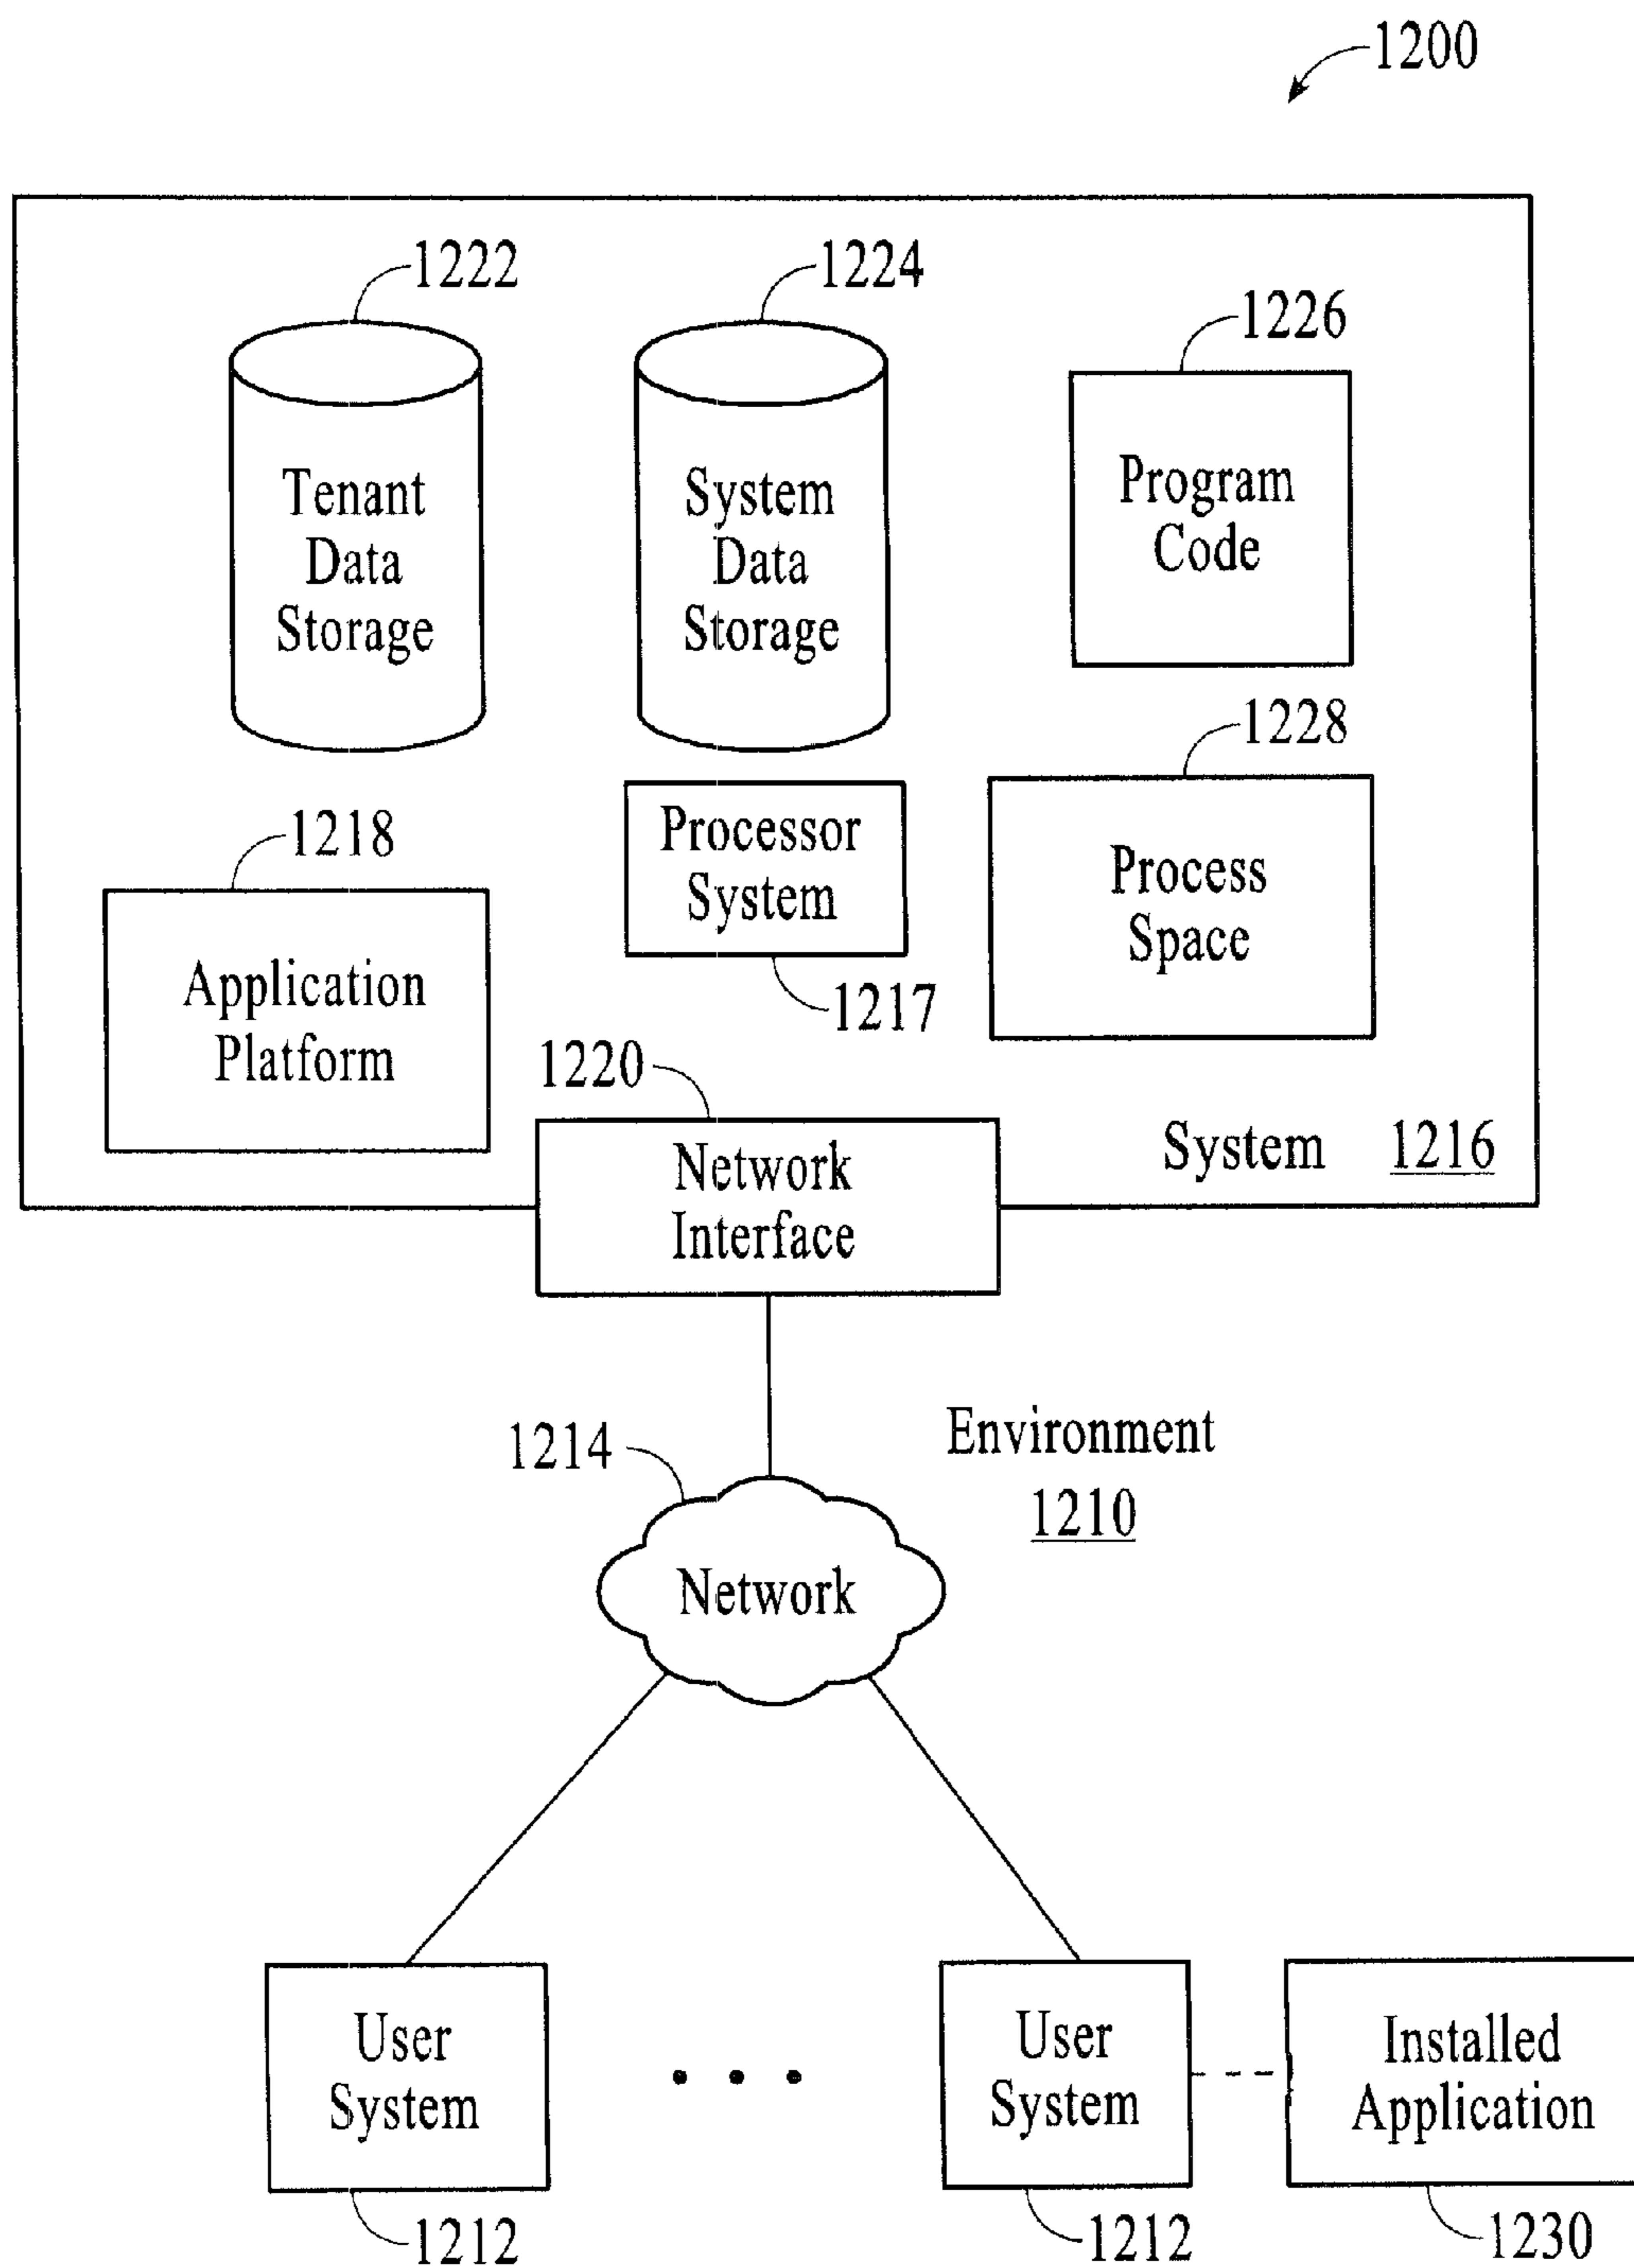 1200
1222
1224
1226
Tenant
Data
Storage
System
Data
Storage
Program
Code
1228
1218
Processor
System
Process
Space
Application
Platform
1217
1220
Network
Interface
System 1216
1214
Environment
1210
Network
User
System
User
System
Installed
Application
1212
1212
1230